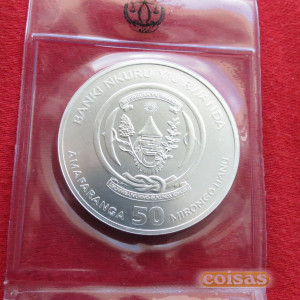 BANKI NKURU Y'U RWANDA
AMAFARANGA 50 MIRONGO ITANU
coisas